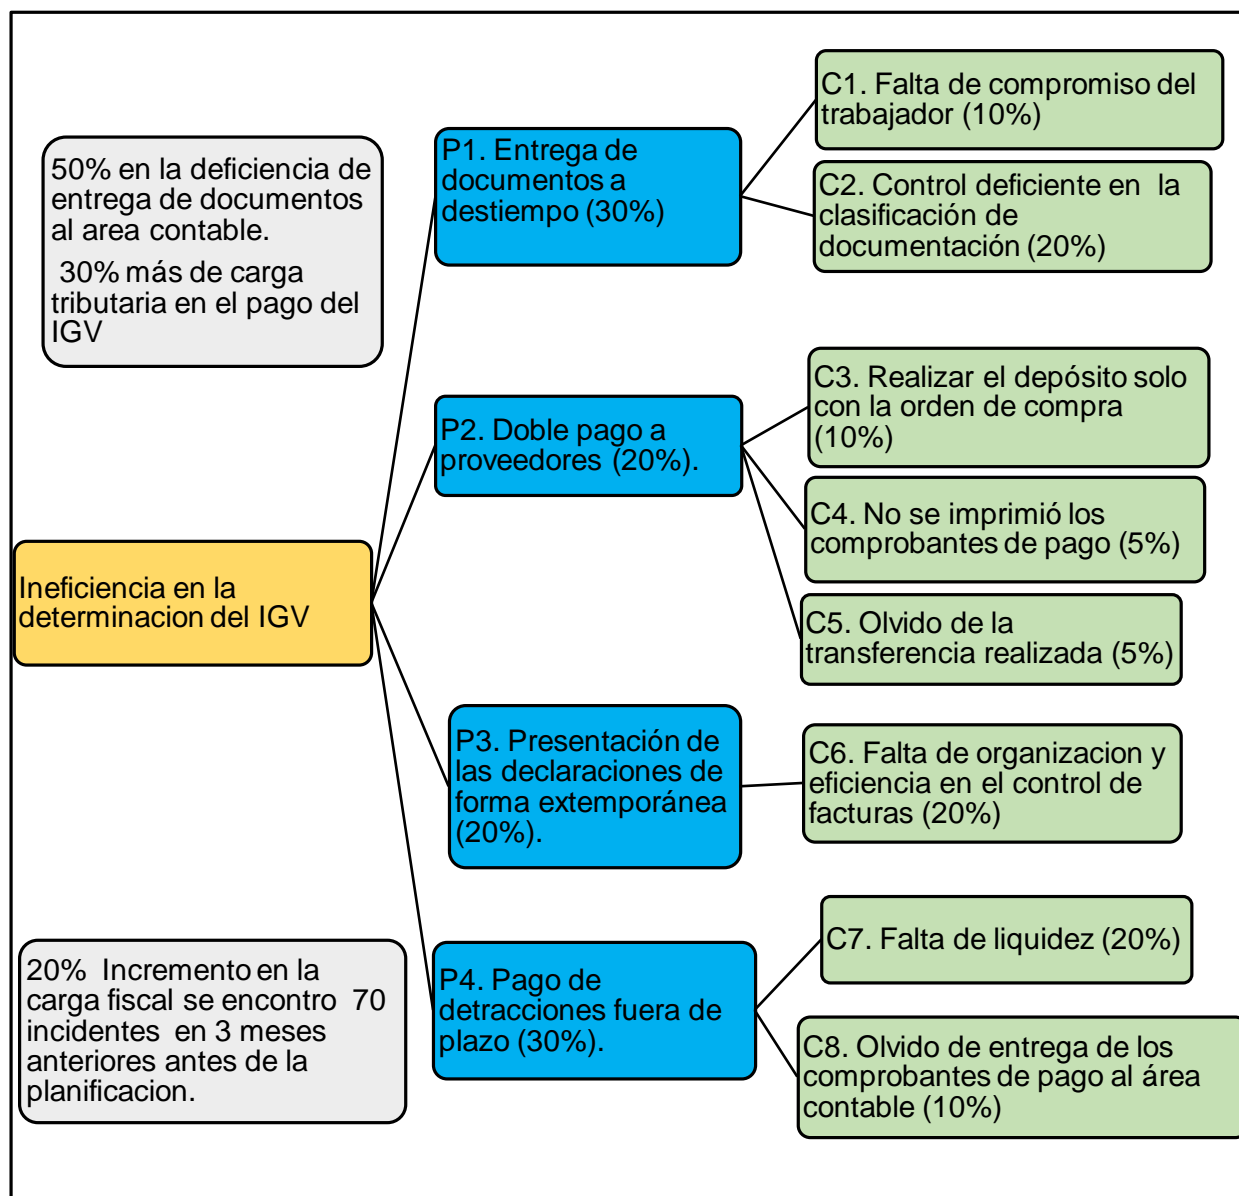 50% en la deficiencia de
entrega de documentos
al area contable.
30% más de carga
tributaria en el pago del
IGV
Ineficiencia en la
determinacion del IGV
20% Incremento en la
carga fiscal se encontro 70
incidentes en 3 meses
anteriores antes de la
planificacion.
P1. Entrega de
documentos a
destiempo (30%)
P2. Doble pago a
proveedores (20%).
P3. Presentación de
las declaraciones de
forma extemporánea
(20%).
P4. Pago de
detracciones fuera de
plazo (30%).
C1. Falta de compromiso del
trabajador (10%)
C2. Control deficiente en la
clasificación de
documentación (20%)
C3. Realizar el depósito solo
con la orden de compra
(10%)
C4. No se imprimió los
comprobantes de pago (5%)
C5. Olvido de la
transferencia realizada (5%)
C6. Falta de organizacion y
eficiencia en el control de
facturas (20%)
C7. Falta de liquidez (20%)
C8. Olvido de entrega de los
comprobantes de pago al área
contable (10%)